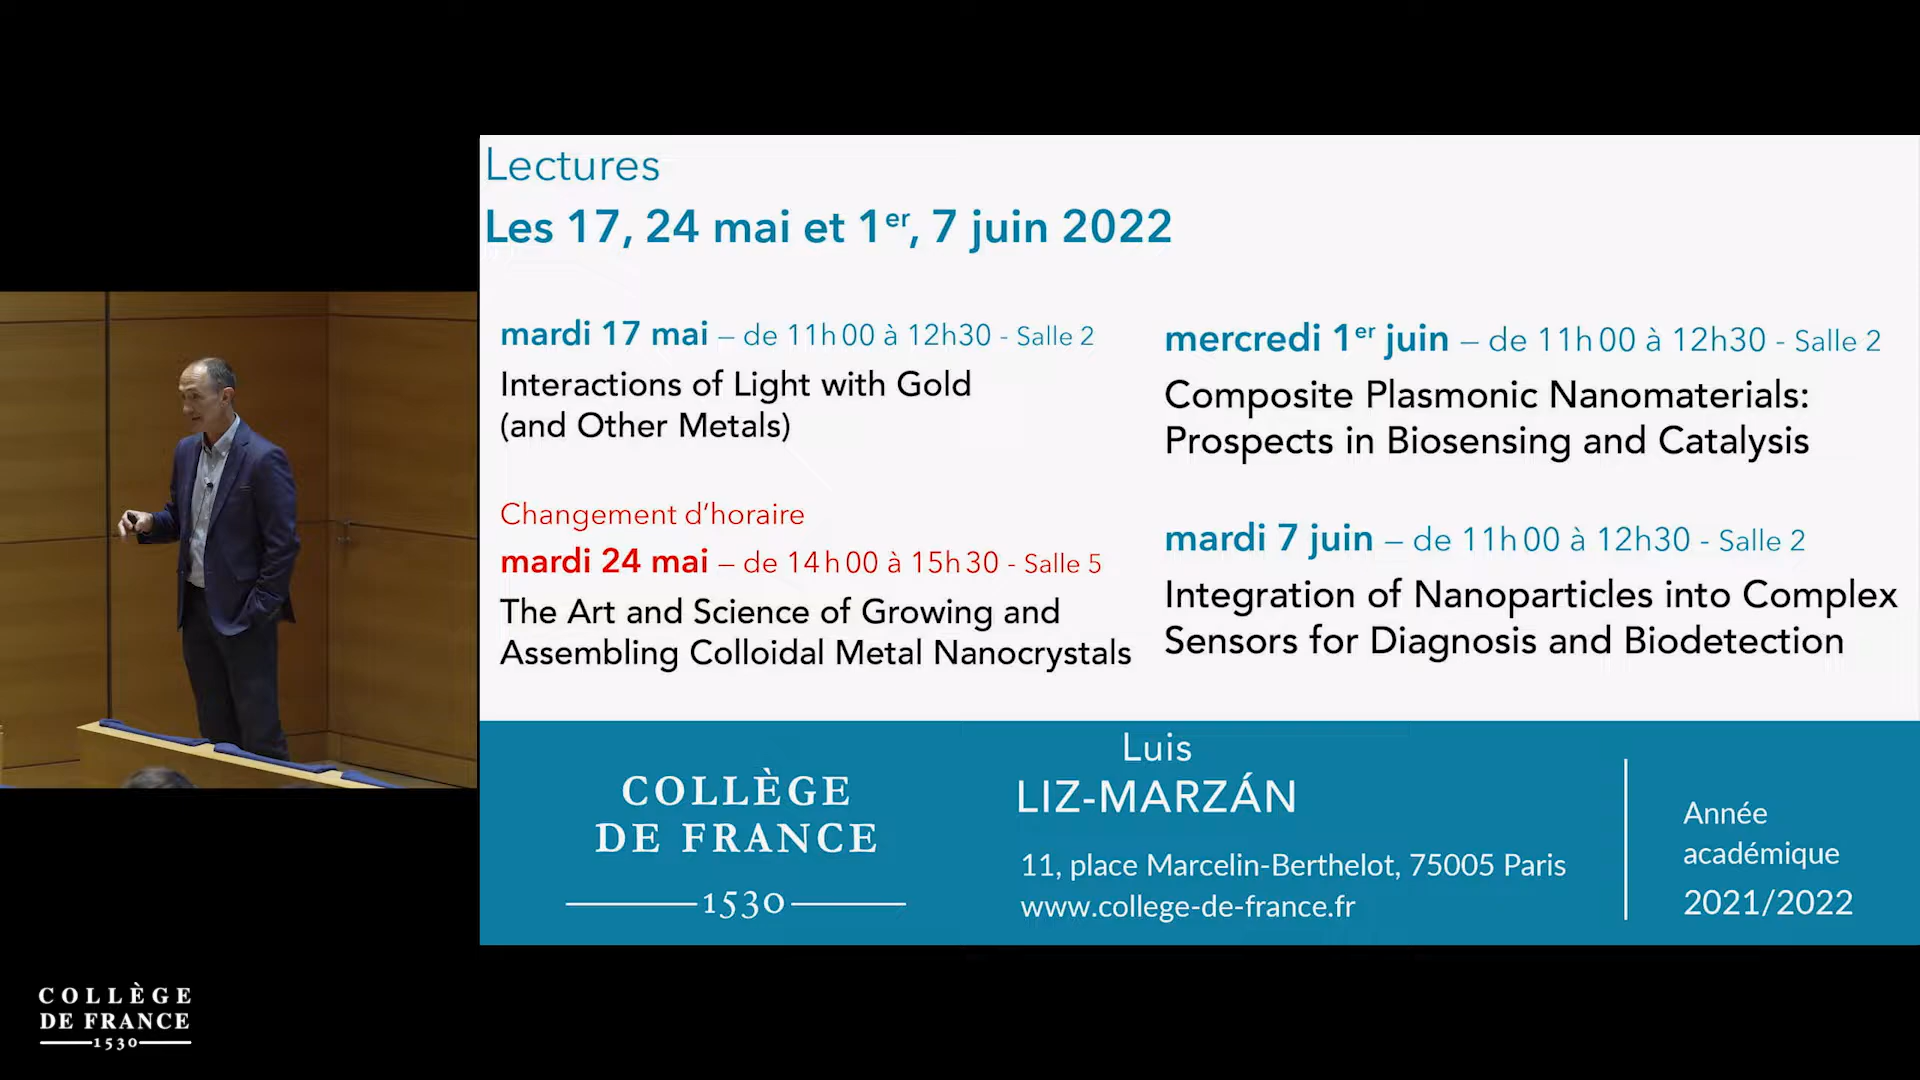 Lectures
Les 17, 24 mai et 1er, 7 juin 2022
mardi 17 mai – de 11h00 à 12h30 - Salle 2
Interactions of Light with Gold
(and Other Metals)
Changement d’horaire
mardi 24 mai – de 14h00 à 15h30 - Salle 5
The Art and Science of Growing and
Assembling Colloidal Metal Nanocrystals
mercredi 1er juin – de 11h00 à 12h30 - Salle 2
Composite Plasmonic Nanomaterials:
Prospects in Biosensing and Catalysis
mardi 7 juin – de 11h00 à 12h30 - Salle 2
Integration of Nanoparticles into Complex
Sensors for Diagnosis and Biodetection
COLLÈGE
DE FRANCE
1530
Luis
LIZ-MARZÁN
11, place Marcelin-Berthelot, 75005 Paris
www.college-de-france.fr
Année
académique
2021/2022
COLLÈGE
DE FRANCE
1530